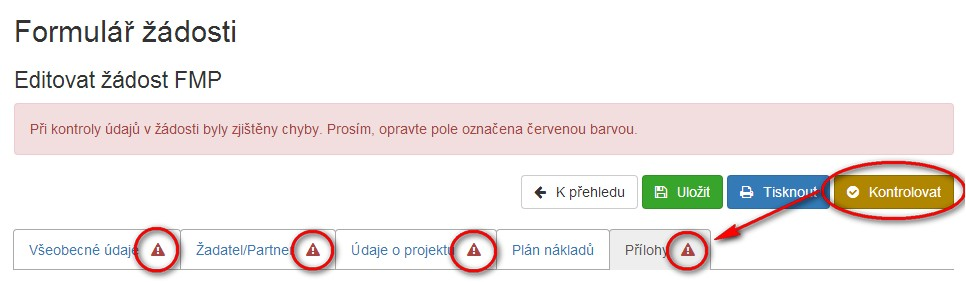 Formulář žádosti
Editovat žádost FMP
Při kontroly údajů v žádosti byly zjištěny chyby. Prosím, opravte pole označena červenou barvou.
K přehledu Uložit Tisknout Kontrolovat
Všeobecné údaje Žadatel/Partner Údaje o projektu Plán nákladů Přílohy